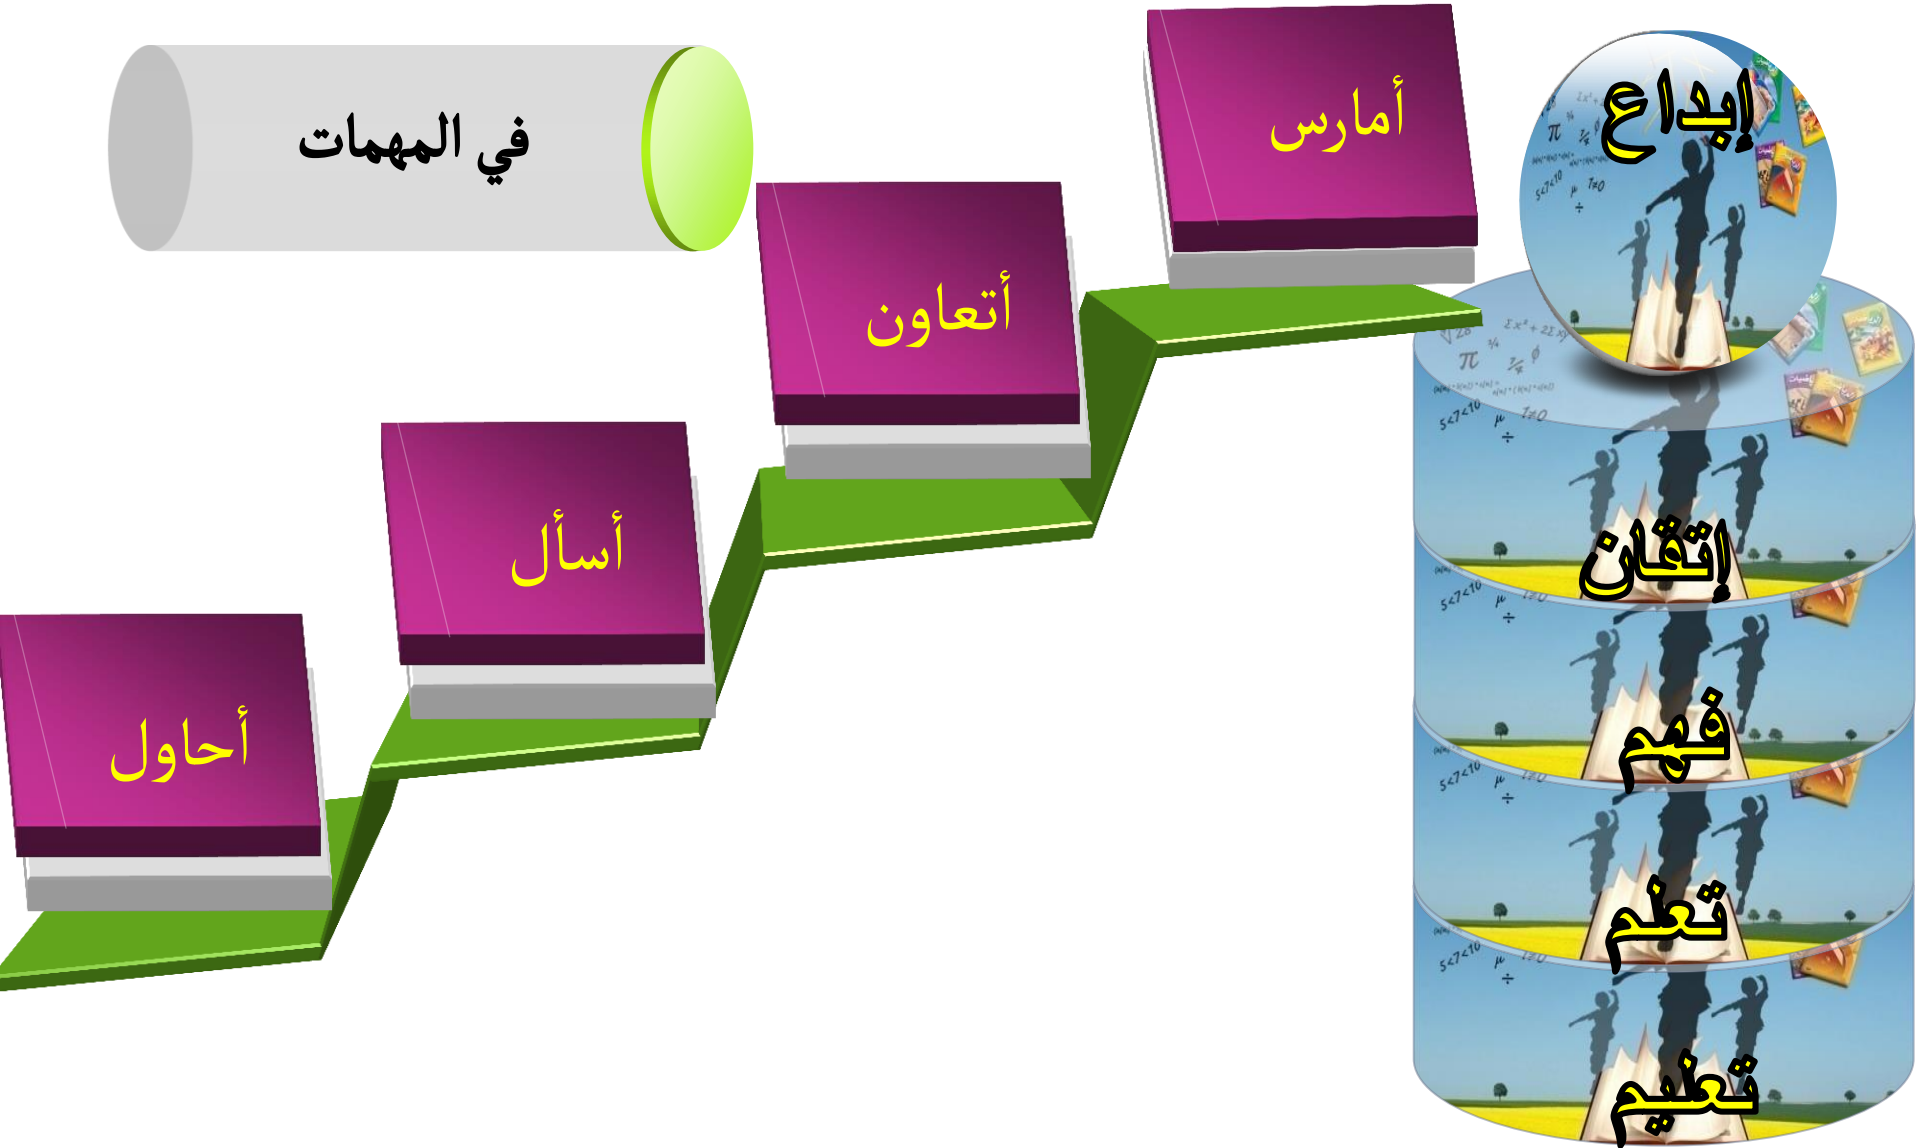 في المهمات
أمارس
أتعاون
أسأل
أحاول
إبداع
إتقان
فهم
تعلم
تعليم